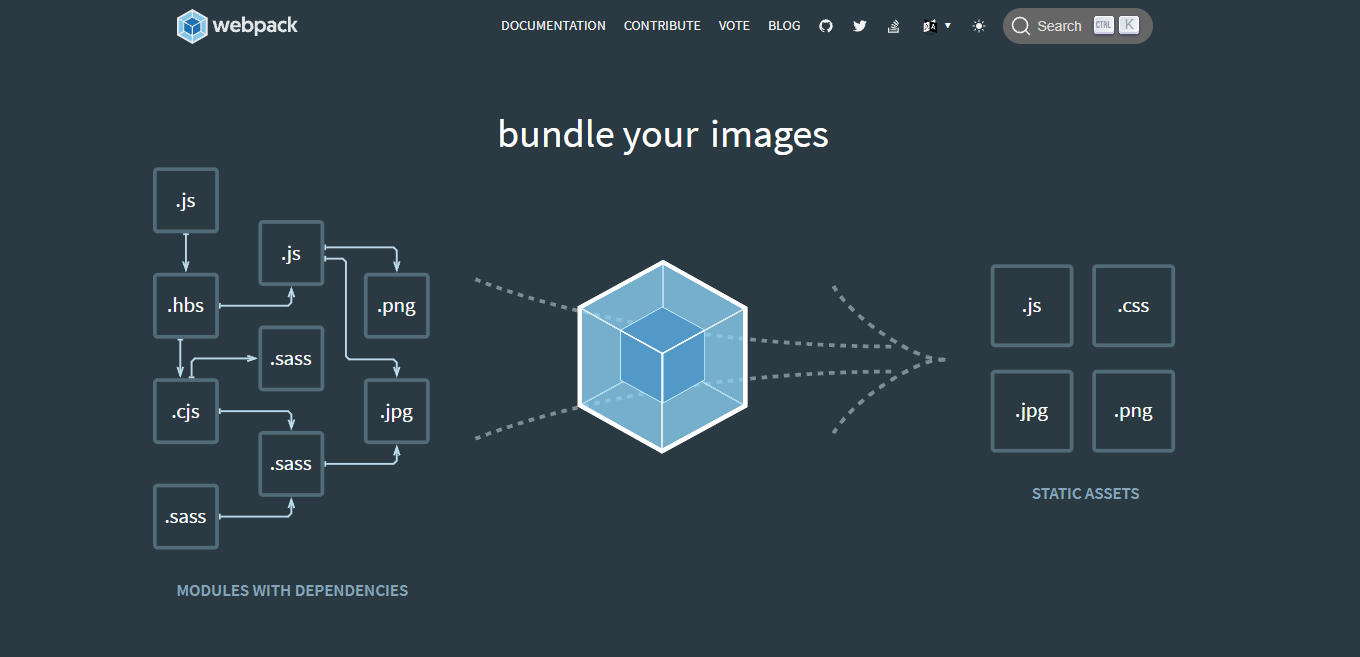 webpack
DOCUMENTATION CONTRIBUTE VOTE BLOG Search CTRL K
bundle your images
.js
.js
.hbs
.png
.sass
.cjs
.jpg
.sass
.sass
MODULES WITH DEPENDENCIES
.js .css
.jpg .png
STATIC ASSETS